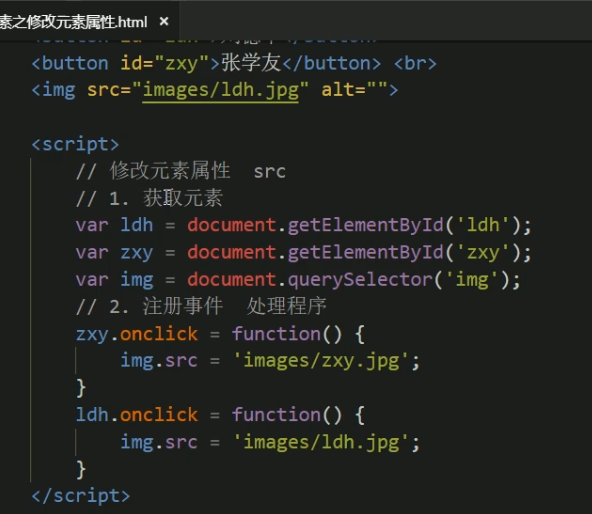 素之修改元素属性.html ×
<button id="zxy">张学友</button> <br>
<img src="images/ldh.jpg" alt="">
<script>
// 修改元素属性 src
// 1. 获取元素
var ldh = document.getElementById('ldh');
var zxy = document.getElementById('zxy');
var img = document.querySelector('img');
// 2. 注册事件 处理程序
zxy.onclick = function() {
img.src = 'images/zxy.jpg';
}
ldh.onclick = function() {
img.src = 'images/ldh.jpg';
}
</script>